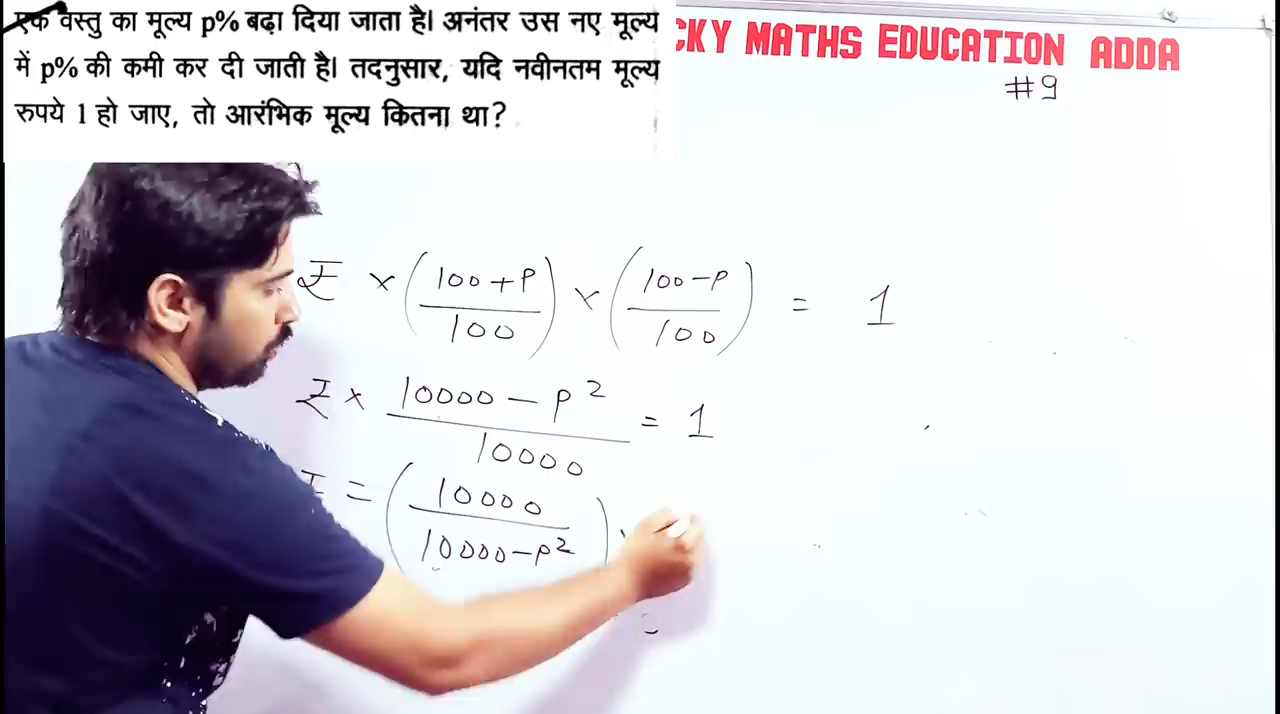 एक वस्तु का मूल्य p% बढ़ा दिया जाता है। अनंतर उस नए मूल्य
में p% की कमी कर दी जाती है। तदनुसार, यदि नवीनतम मूल्य
रुपये 1 हो जाए, तो आरंभिक मूल्य कितना था?
CKY MATHS EDUCATION ADDA
#9
₹ × (100+P/100) × (100-P/100) = 1
₹ × 10000-P²/10000 = 1
= (10000/10000-P²)